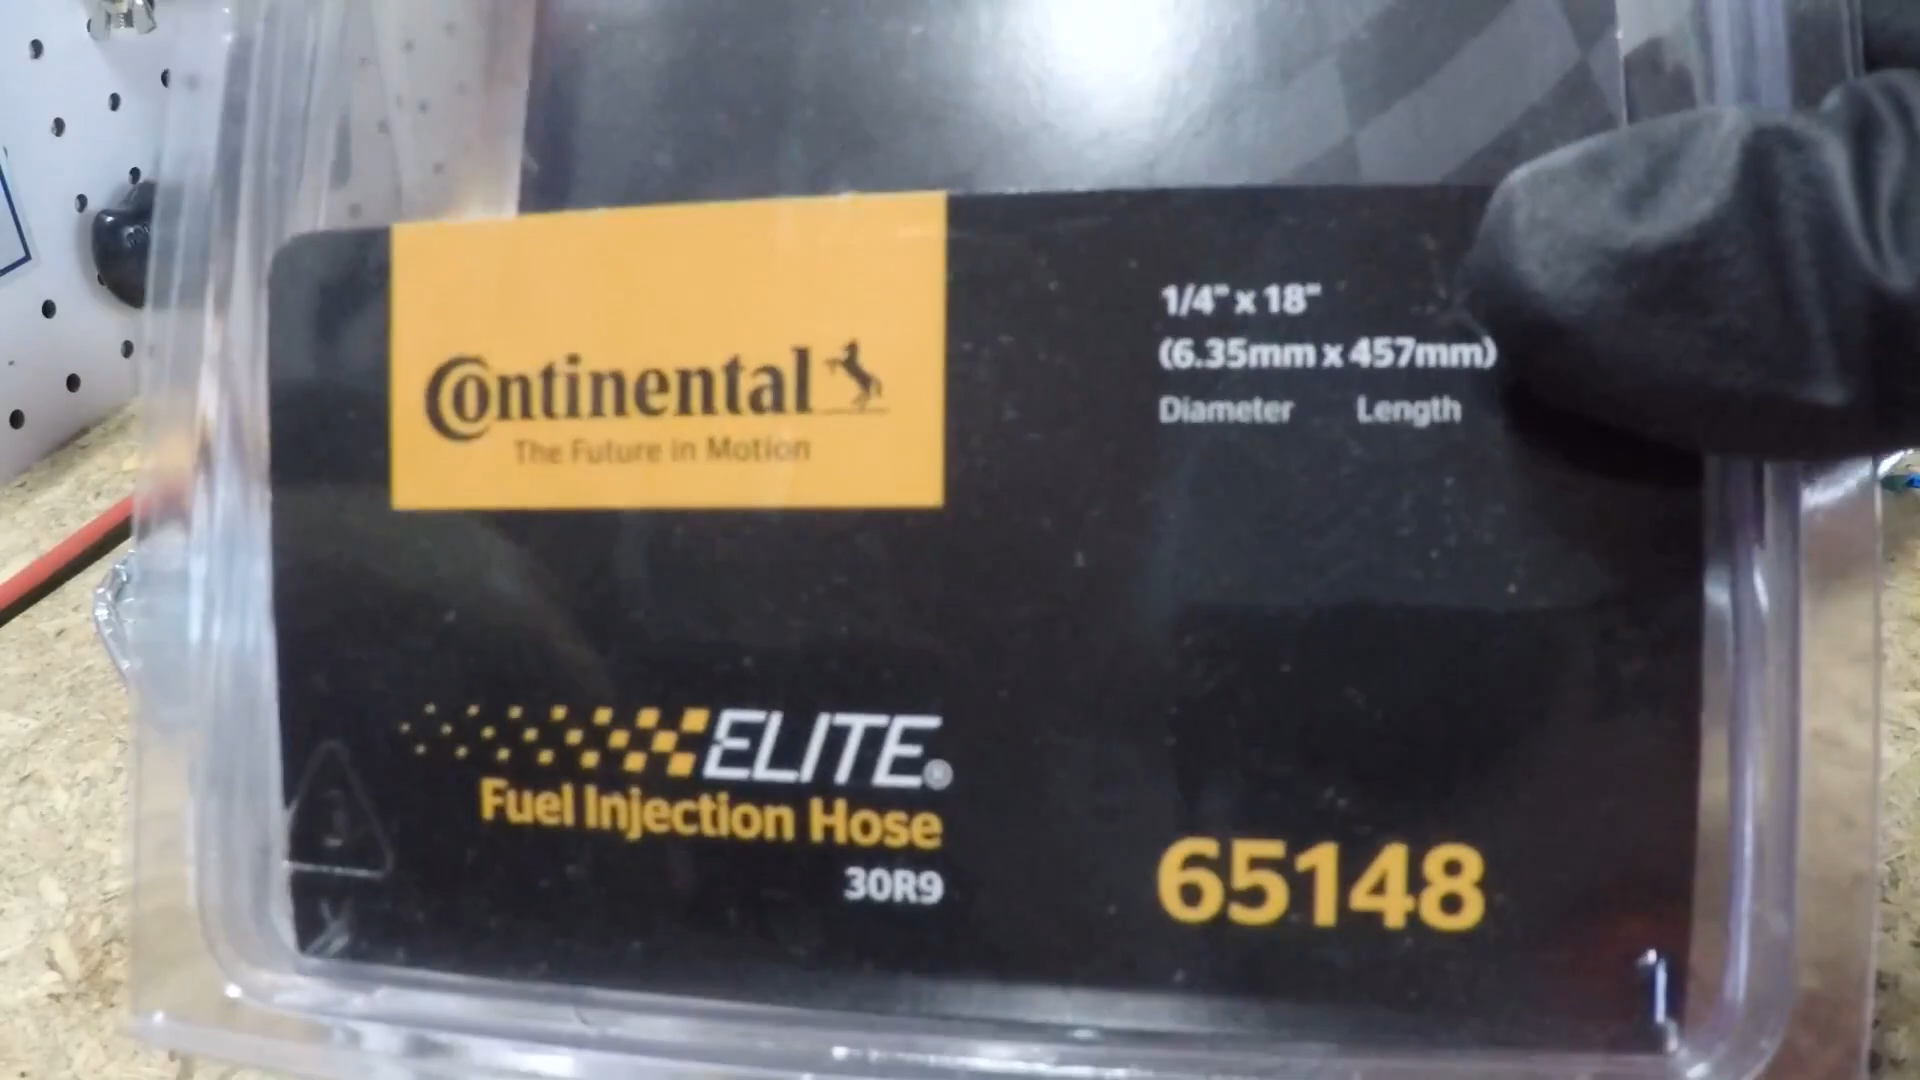 Continental
The Future in Motion
1/4" x 18"
(6.35mm x 457mm)
Diameter Length
ELITE®
Fuel Injection Hose
30R9
65148